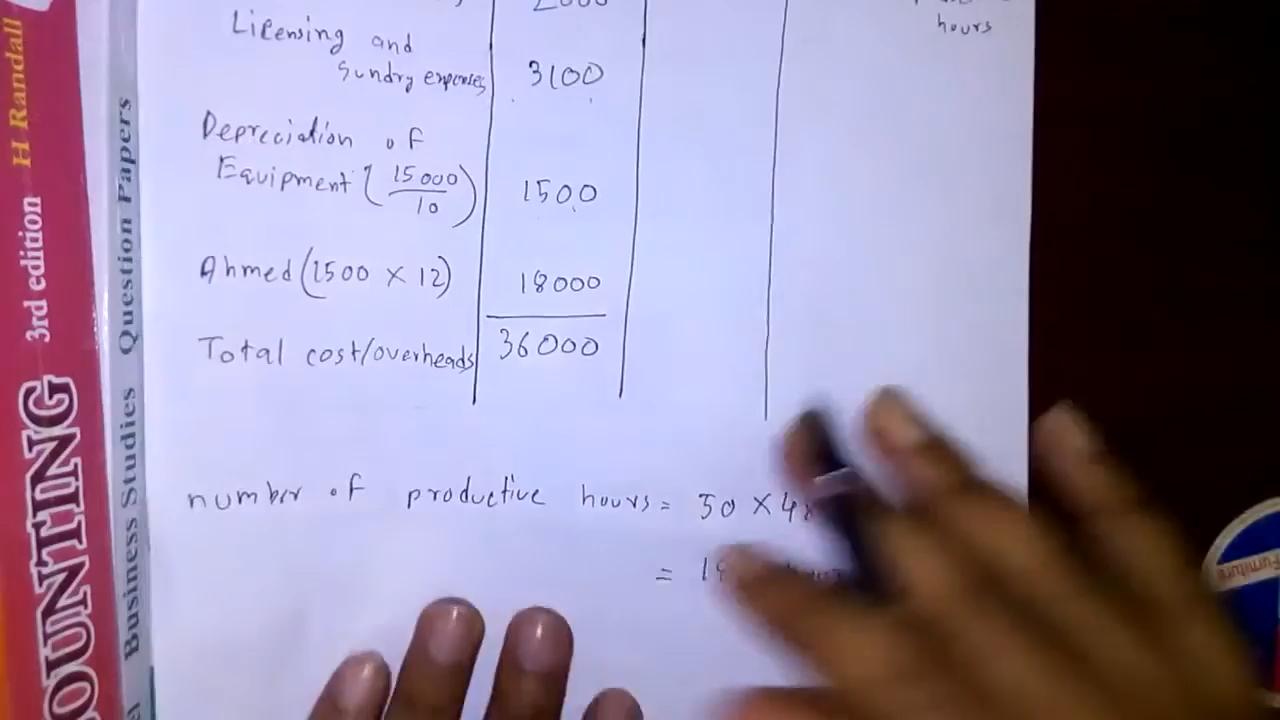 hours
Licensing and
Sundry expenses 3100
Depreciation of
Equipment (15000/10) 1500
Ahmed (1500 × 12) 18000
Total cost/overheads 36000
number of productive hours = 50 ×
=
H Randall
3rd edition
OUNTING
Question Papers
Business Studies
Furniture